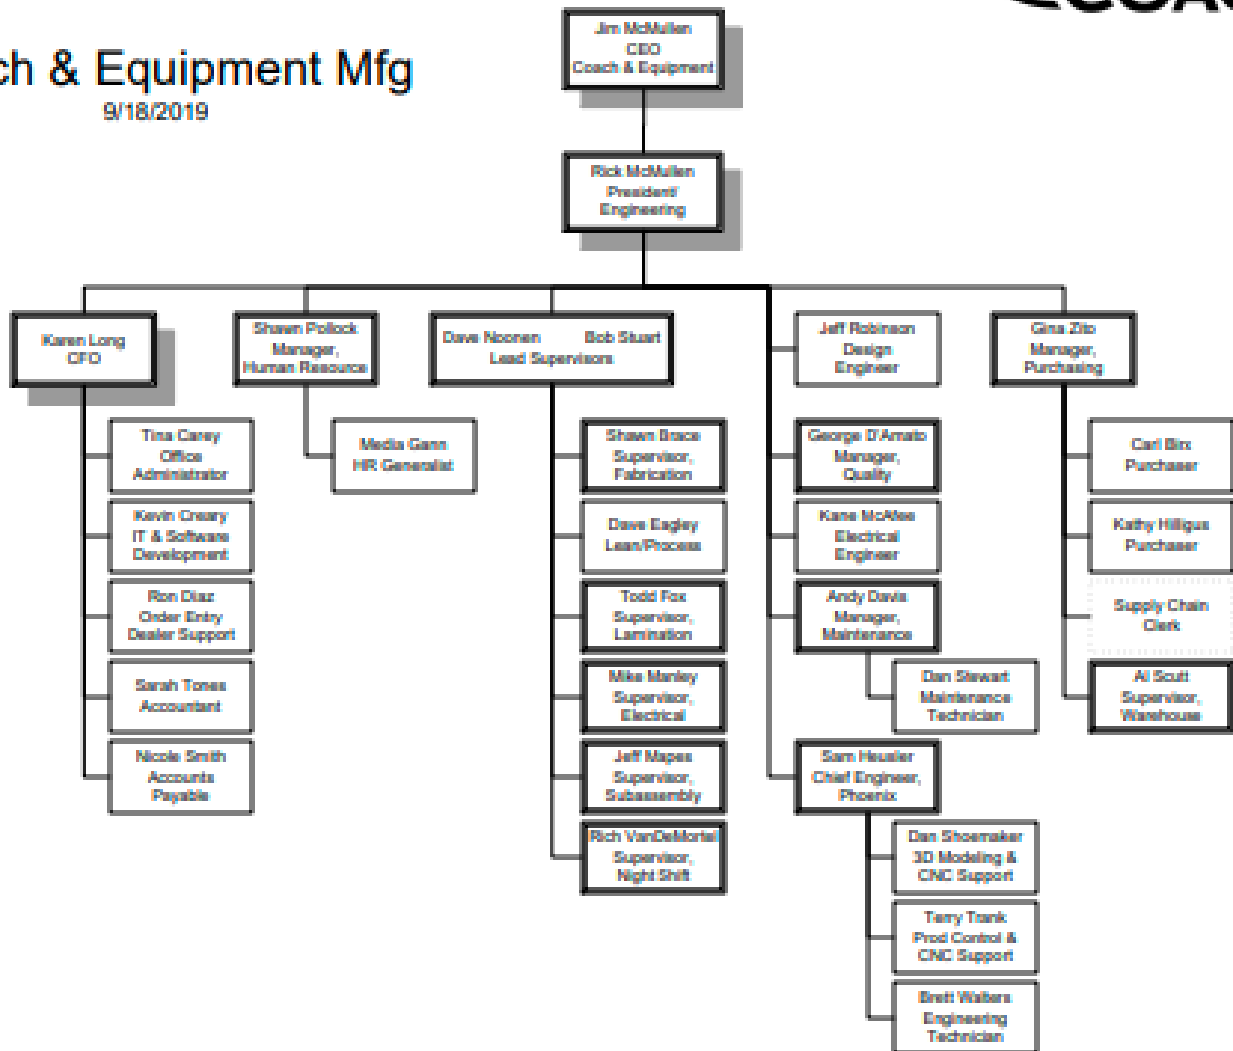 COAC
ch & Equipment Mfg
9/18/2019
Jim McMullen
CEO
Coach & Equipment
Rick McMullen
President/
Engineering
Karen Long
CFO
Shawn Pollock
Manager,
Human Resource
Dave Noonen Bob Stuart
Lead Supervisors
Jeff Robinson
Design
Engineer
Gina Zito
Manager,
Purchasing
Tina Carey
Office
Administrator
Kevin Creary
IT & Software
Development
Ron Diaz
Order Entry
Dealer Support
Sarah Tones
Accountant
Nicole Smith
Accounts
Payable
Media Gann
HR Generalist
Shawn Brace
Supervisor,
Fabrication
Dave Eagley
Lean/Process
Todd Fox
Supervisor,
Lamination
Mike Manley
Supervisor,
Electrical
Jeff Mapes
Supervisor,
Subassembly
Rich VanDeMortel
Supervisor,
Night Shift
George D'Amato
Manager,
Quality
Kane McAfee
Electrical
Engineer
Andy Davis
Manager,
Maintenance
Dan Stewart
Maintenance
Technician
Sam Heusler
Chief Engineer,
Phoenix
Dan Shoemaker
3D Modeling &
CNC Support
Terry Trank
Prod Control &
CNC Support
Brett Walters
Engineering
Technician
Carl Birx
Purchaser
Kathy Hilligus
Purchaser
Supply Chain
Clerk
Al Scutt
Supervisor,
Warehouse